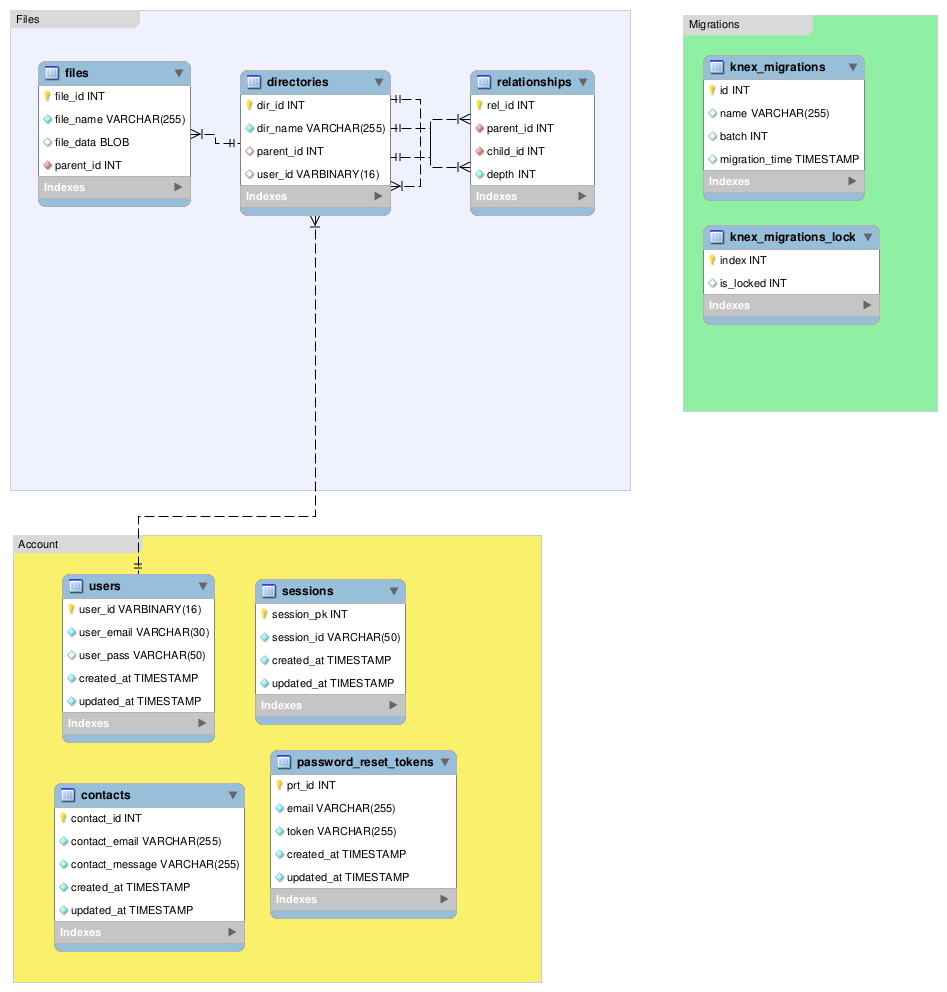 Files
files
file_id INT
file_name VARCHAR(255)
file_data BLOB
parent_id INT
Indexes
directories
dir_id INT
dir_name VARCHAR(255)
parent_id INT
user_id VARBINARY(16)
Indexes
relationships
rel_id INT
parent_id INT
child_id INT
depth INT
Indexes
Migrations
knex_migrations
id INT
name VARCHAR(255)
batch INT
migration_time TIMESTAMP
Indexes
knex_migrations_lock
index INT
is_locked INT
Indexes
Account
users
user_id VARBINARY(16)
user_email VARCHAR(30)
user_pass VARCHAR(50)
created_at TIMESTAMP
updated_at TIMESTAMP
Indexes
sessions
session_pk INT
session_id VARCHAR(50)
created_at TIMESTAMP
updated_at TIMESTAMP
Indexes
contacts
contact_id INT
contact_email VARCHAR(255)
contact_message VARCHAR(255)
created_at TIMESTAMP
updated_at TIMESTAMP
Indexes
password_reset_tokens
prt_id INT
email VARCHAR(255)
token VARCHAR(255)
created_at TIMESTAMP
updated_at TIMESTAMP
Indexes